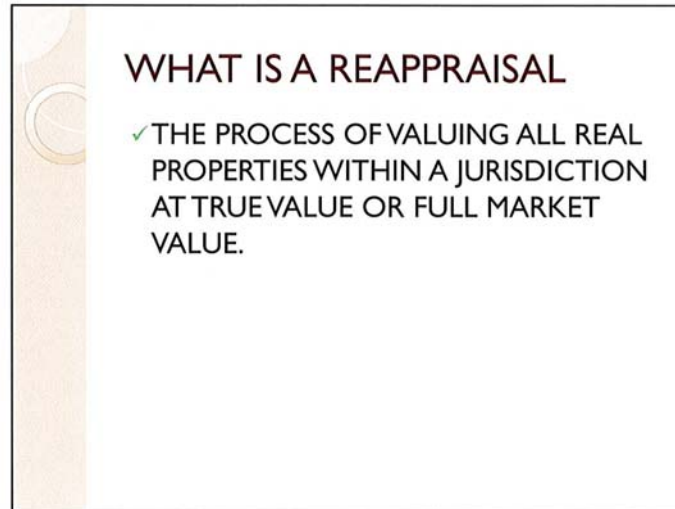 WHAT IS A REAPPRAISAL
✓THE PROCESS OF VALUING ALL REAL
PROPERTIES WITHIN A JURISDICTION
AT TRUE VALUE OR FULL MARKET
VALUE.